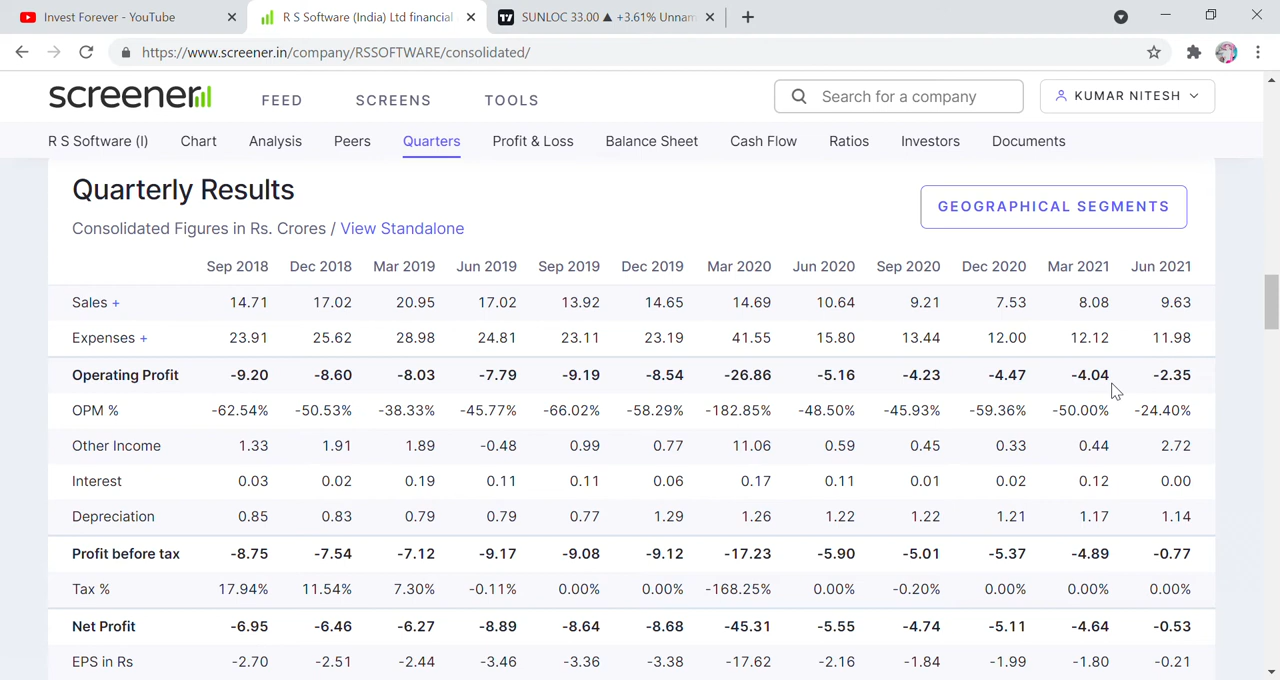 Invest Forever - YouTube
R S Software (India) Ltd financial
SUNLOC 33.00 ▲ +3.61% Unnam
https://www.screener.in/company/RSSOFTWARE/consolidated/
screener
FEED SCREENS TOOLS
Search for a company
KUMAR NITESH
R S Software (I) Chart Analysis Peers Quarters Profit & Loss Balance Sheet Cash Flow Ratios Investors Documents
Quarterly Results
GEOGRAPHICAL SEGMENTS
Consolidated Figures in Rs. Crores / View Standalone
Sep 2018 Dec 2018 Mar 2019 Jun 2019 Sep 2019 Dec 2019 Mar 2020 Jun 2020 Sep 2020 Dec 2020 Mar 2021 Jun 2021
Sales + 14.71 17.02 20.95 17.02 13.92 14.65 14.69 10.64 9.21 7.53 8.08 9.63
Expenses + 23.91 25.62 28.98 24.81 23.11 23.19 41.55 15.80 13.44 12.00 12.12 11.98
Operating Profit -9.20 -8.60 -8.03 -7.79 -9.19 -8.54 -26.86 -5.16 -4.23 -4.47 -4.04 -2.35
OPM % -62.54% -50.53% -38.33% -45.77% -66.02% -58.29% -182.85% -48.50% -45.93% -59.36% -50.00% -24.40%
Other Income 1.33 1.91 1.89 -0.48 0.99 0.77 11.06 0.59 0.45 0.33 0.44 2.72
Interest 0.03 0.02 0.19 0.11 0.11 0.06 0.17 0.11 0.01 0.02 0.12 0.00
Depreciation 0.85 0.83 0.79 0.79 0.77 1.29 1.26 1.22 1.22 1.21 1.17 1.14
Profit before tax -8.75 -7.54 -7.12 -9.17 -9.08 -9.12 -17.23 -5.90 -5.01 -5.37 -4.89 -0.77
Tax % 17.94% 11.54% 7.30% -0.11% 0.00% 0.00% -168.25% 0.00% -0.20% 0.00% 0.00% 0.00%
Net Profit -6.95 -6.46 -6.27 -8.89 -8.64 -8.68 -45.31 -5.55 -4.74 -5.11 -4.64 -0.53
EPS in Rs -2.70 -2.51 -2.44 -3.46 -3.36 -3.38 -17.62 -2.16 -1.84 -1.99 -1.80 -0.21